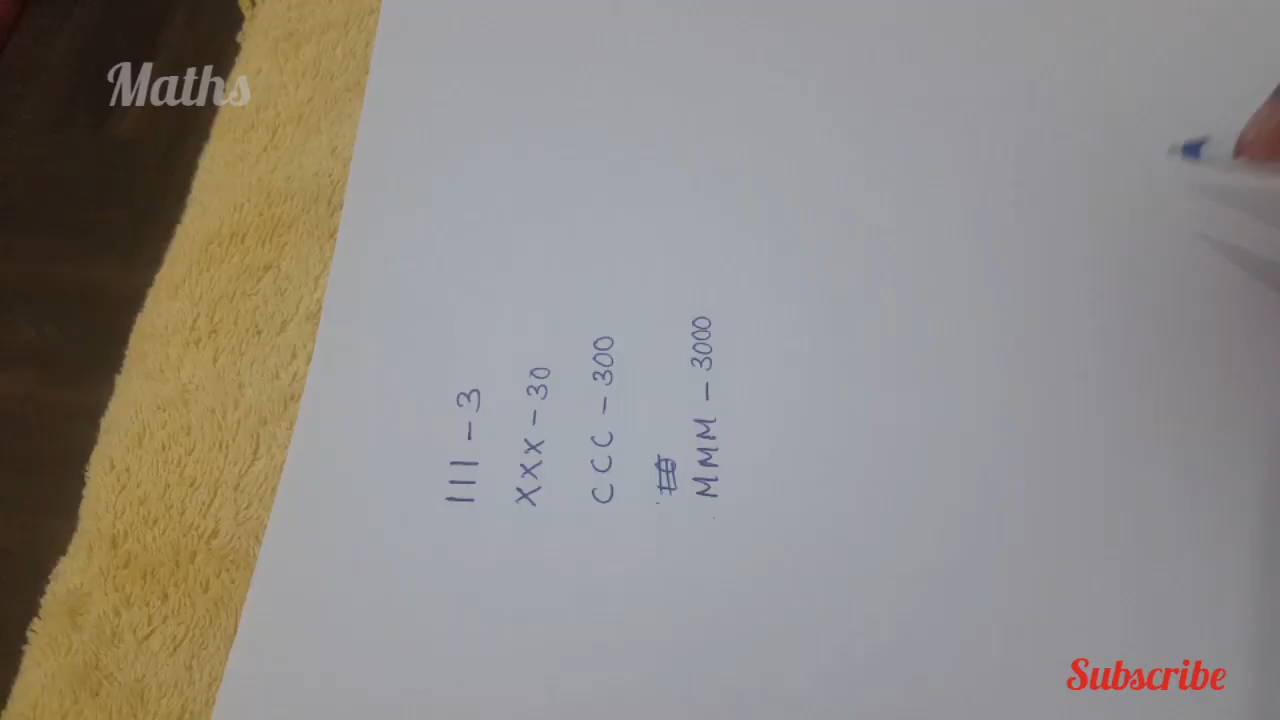 Maths
III - 3
XXX - 30
CCC - 300
MMM - 3000
Subscribe